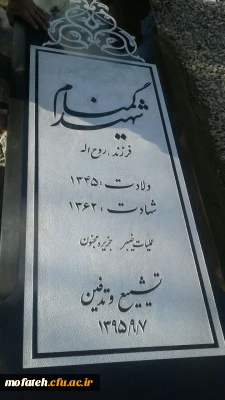 شهید گمنام
فرزند: روح اله
ولادت: ۱۳۴۵
شهادت: ۱۳۶۲
عملیات خیبر جزیره مجنون
تشییع و تدفین
۱۳۹۵/۹/۷
mofateh.cfu.ac.ir